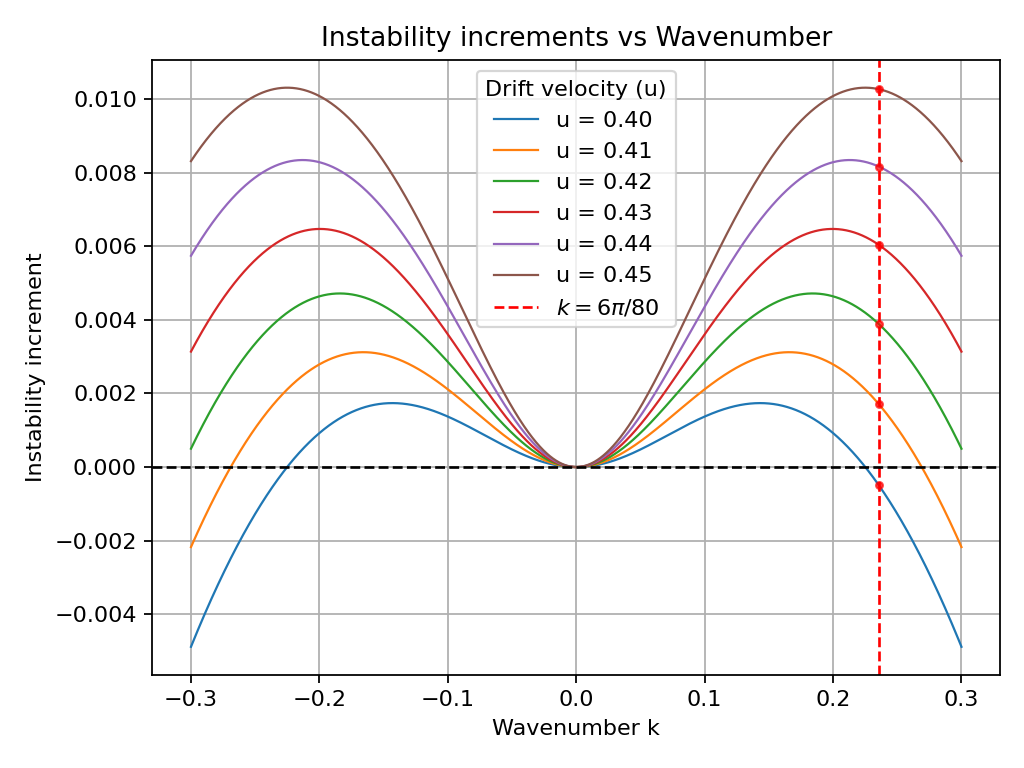 Instability increments vs Wavenumber
Instability increment
0.010
0.008
0.006
0.004
0.002
0.000
−0.002
−0.004
Drift velocity (u)
u = 0.40
u = 0.41
u = 0.42
u = 0.43
u = 0.44
u = 0.45
k = 6π/80
−0.3 −0.2 −0.1 0.0 0.1 0.2 0.3
Wavenumber k